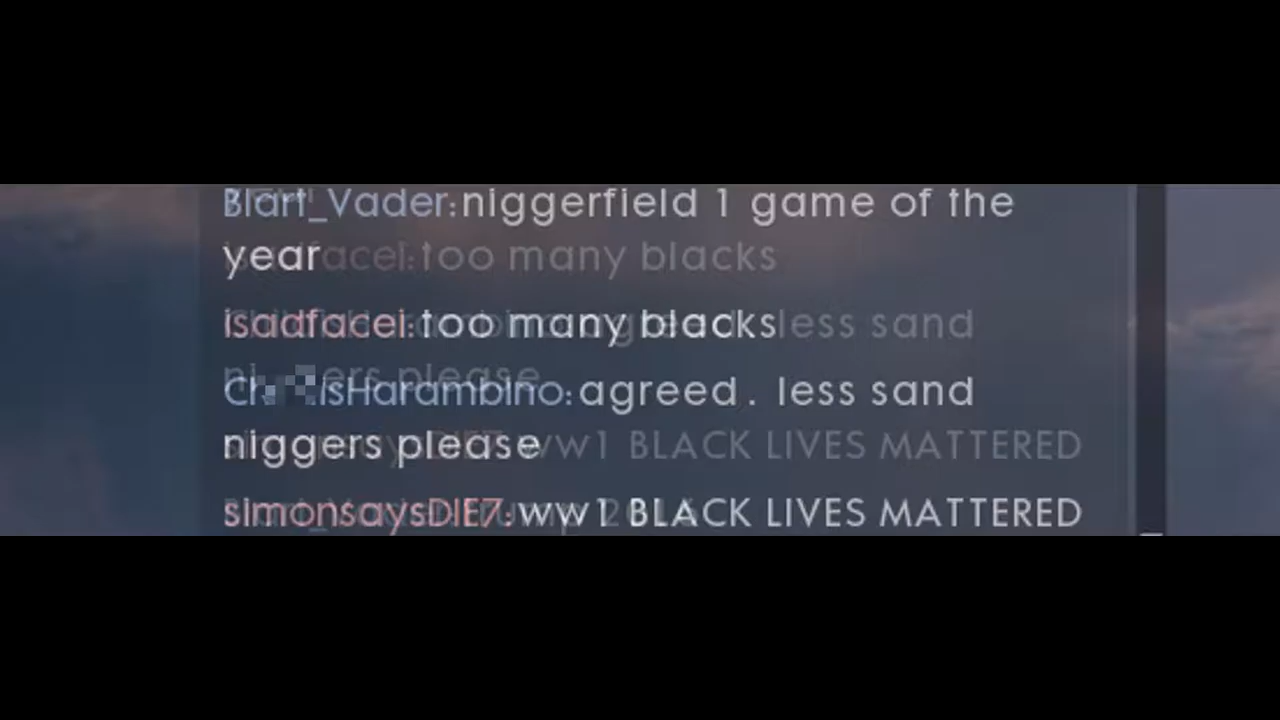 Blart_Vader:niggerfield 1 game of the
year
isadfacei:too many blacks
isHarambino:agreed. less sand
niggers please
simonsaysDIE7:ww1 BLACK LIVES MATTERED